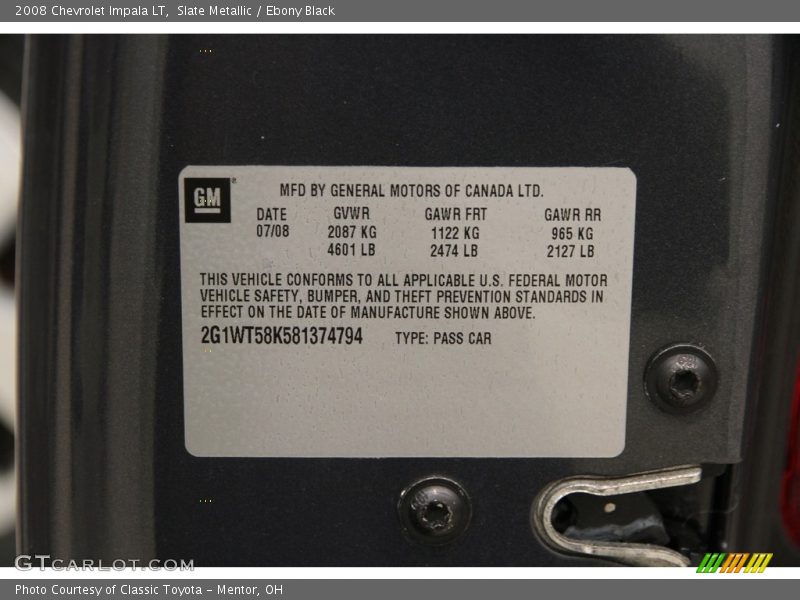 2008 Chevrolet Impala LT, Slate Metallic / Ebony Black
GM
MFD BY GENERAL MOTORS OF CANADA LTD.
DATE GVWR GAWR FRT GAWR RR
07/08 2087 KG 1122 KG 965 KG
4601 LB 2474 LB 2127 LB
THIS VEHICLE CONFORMS TO ALL APPLICABLE U.S. FEDERAL MOTOR
VEHICLE SAFETY, BUMPER, AND THEFT PREVENTION STANDARDS IN
EFFECT ON THE DATE OF MANUFACTURE SHOWN ABOVE.
2G1WT58K581374794 TYPE: PASS CAR
GTCARLOT.COM
Photo Courtesy of Classic Toyota - Mentor, OH